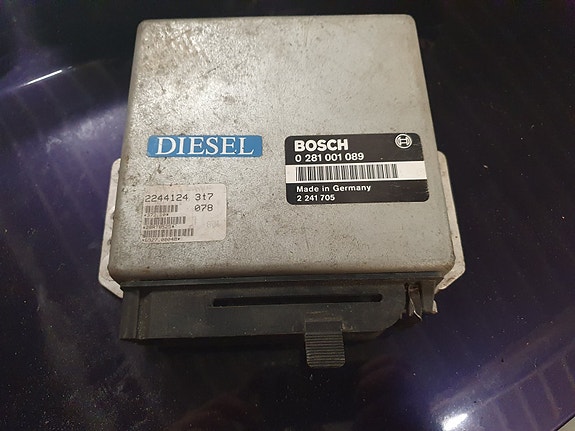 DIESEL
BOSCH
0 281 001 089
Made in Germany
2 241 705
2244124 3t7
078